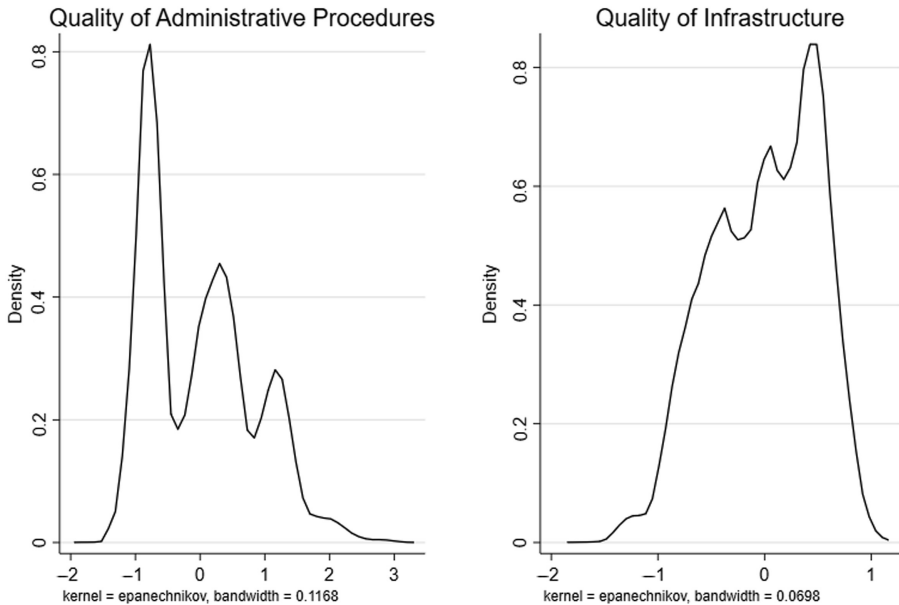 Quality of Administrative Procedures
Density
0.8
0.6
0.4
0.2
0
−2 −1 0 1 2 3
kernel = epanechnikov, bandwidth = 0.1168
Quality of Infrastructure
Density
0.8
0.6
0.4
0.2
0
−2 −1 0 1
kernel = epanechnikov, bandwidth = 0.0698